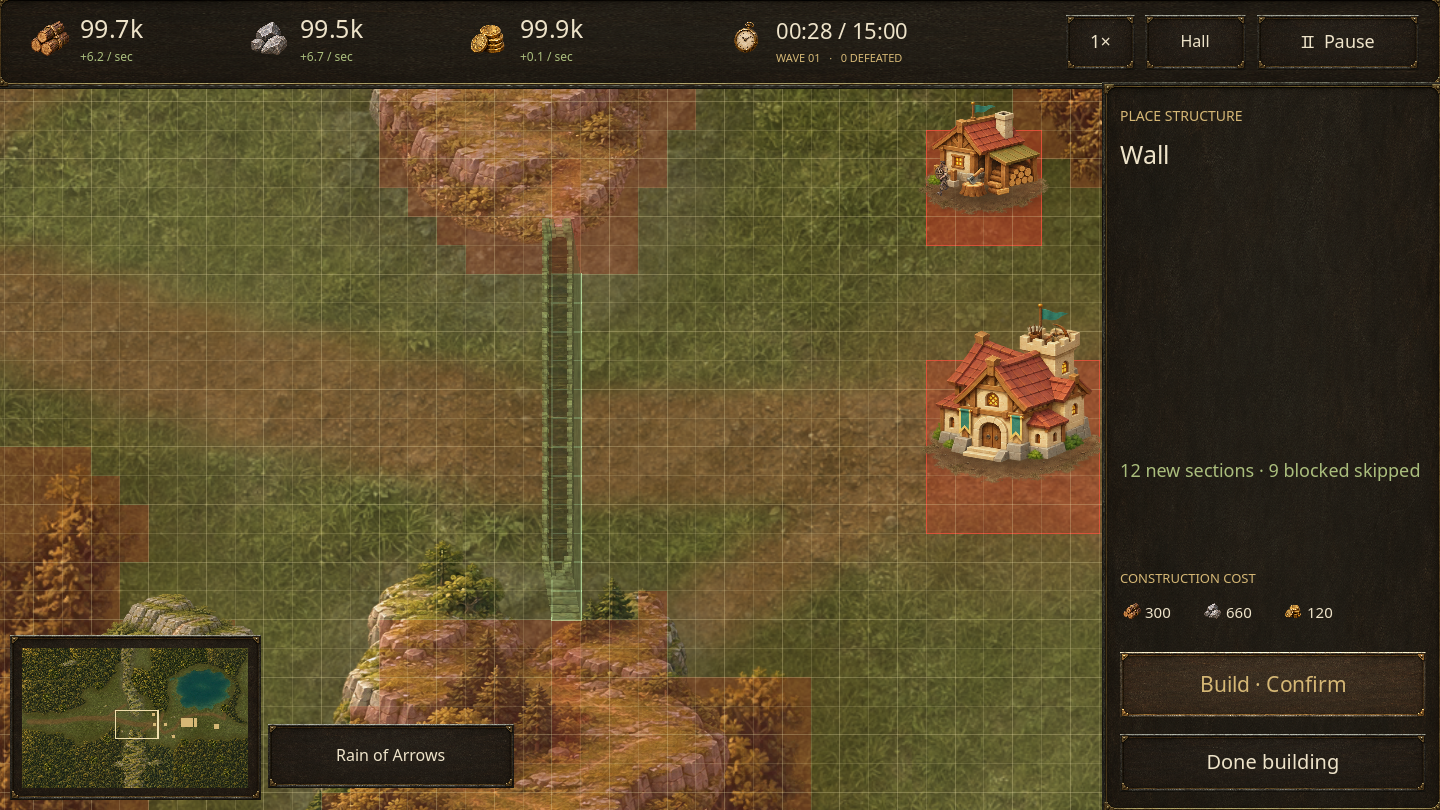 99.7k
+6.2 / sec
99.5k
+6.7 / sec
99.9k
+0.1 / sec
00:28 / 15:00
WAVE 01 · 0 DEFEATED
1×
Hall
Pause
PLACE STRUCTURE
Wall
12 new sections · 9 blocked skipped
CONSTRUCTION COST
300
660
120
Build · Confirm
Done building
Rain of Arrows